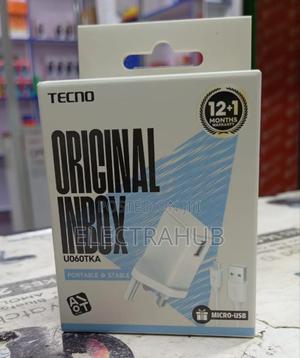 TECNO
12+1
MONTHS
WARRANTY
ORIGINAL
INBOX
ELECTRAHUB
U060TKA
PORTABLE & STABLE
MICRO-USB